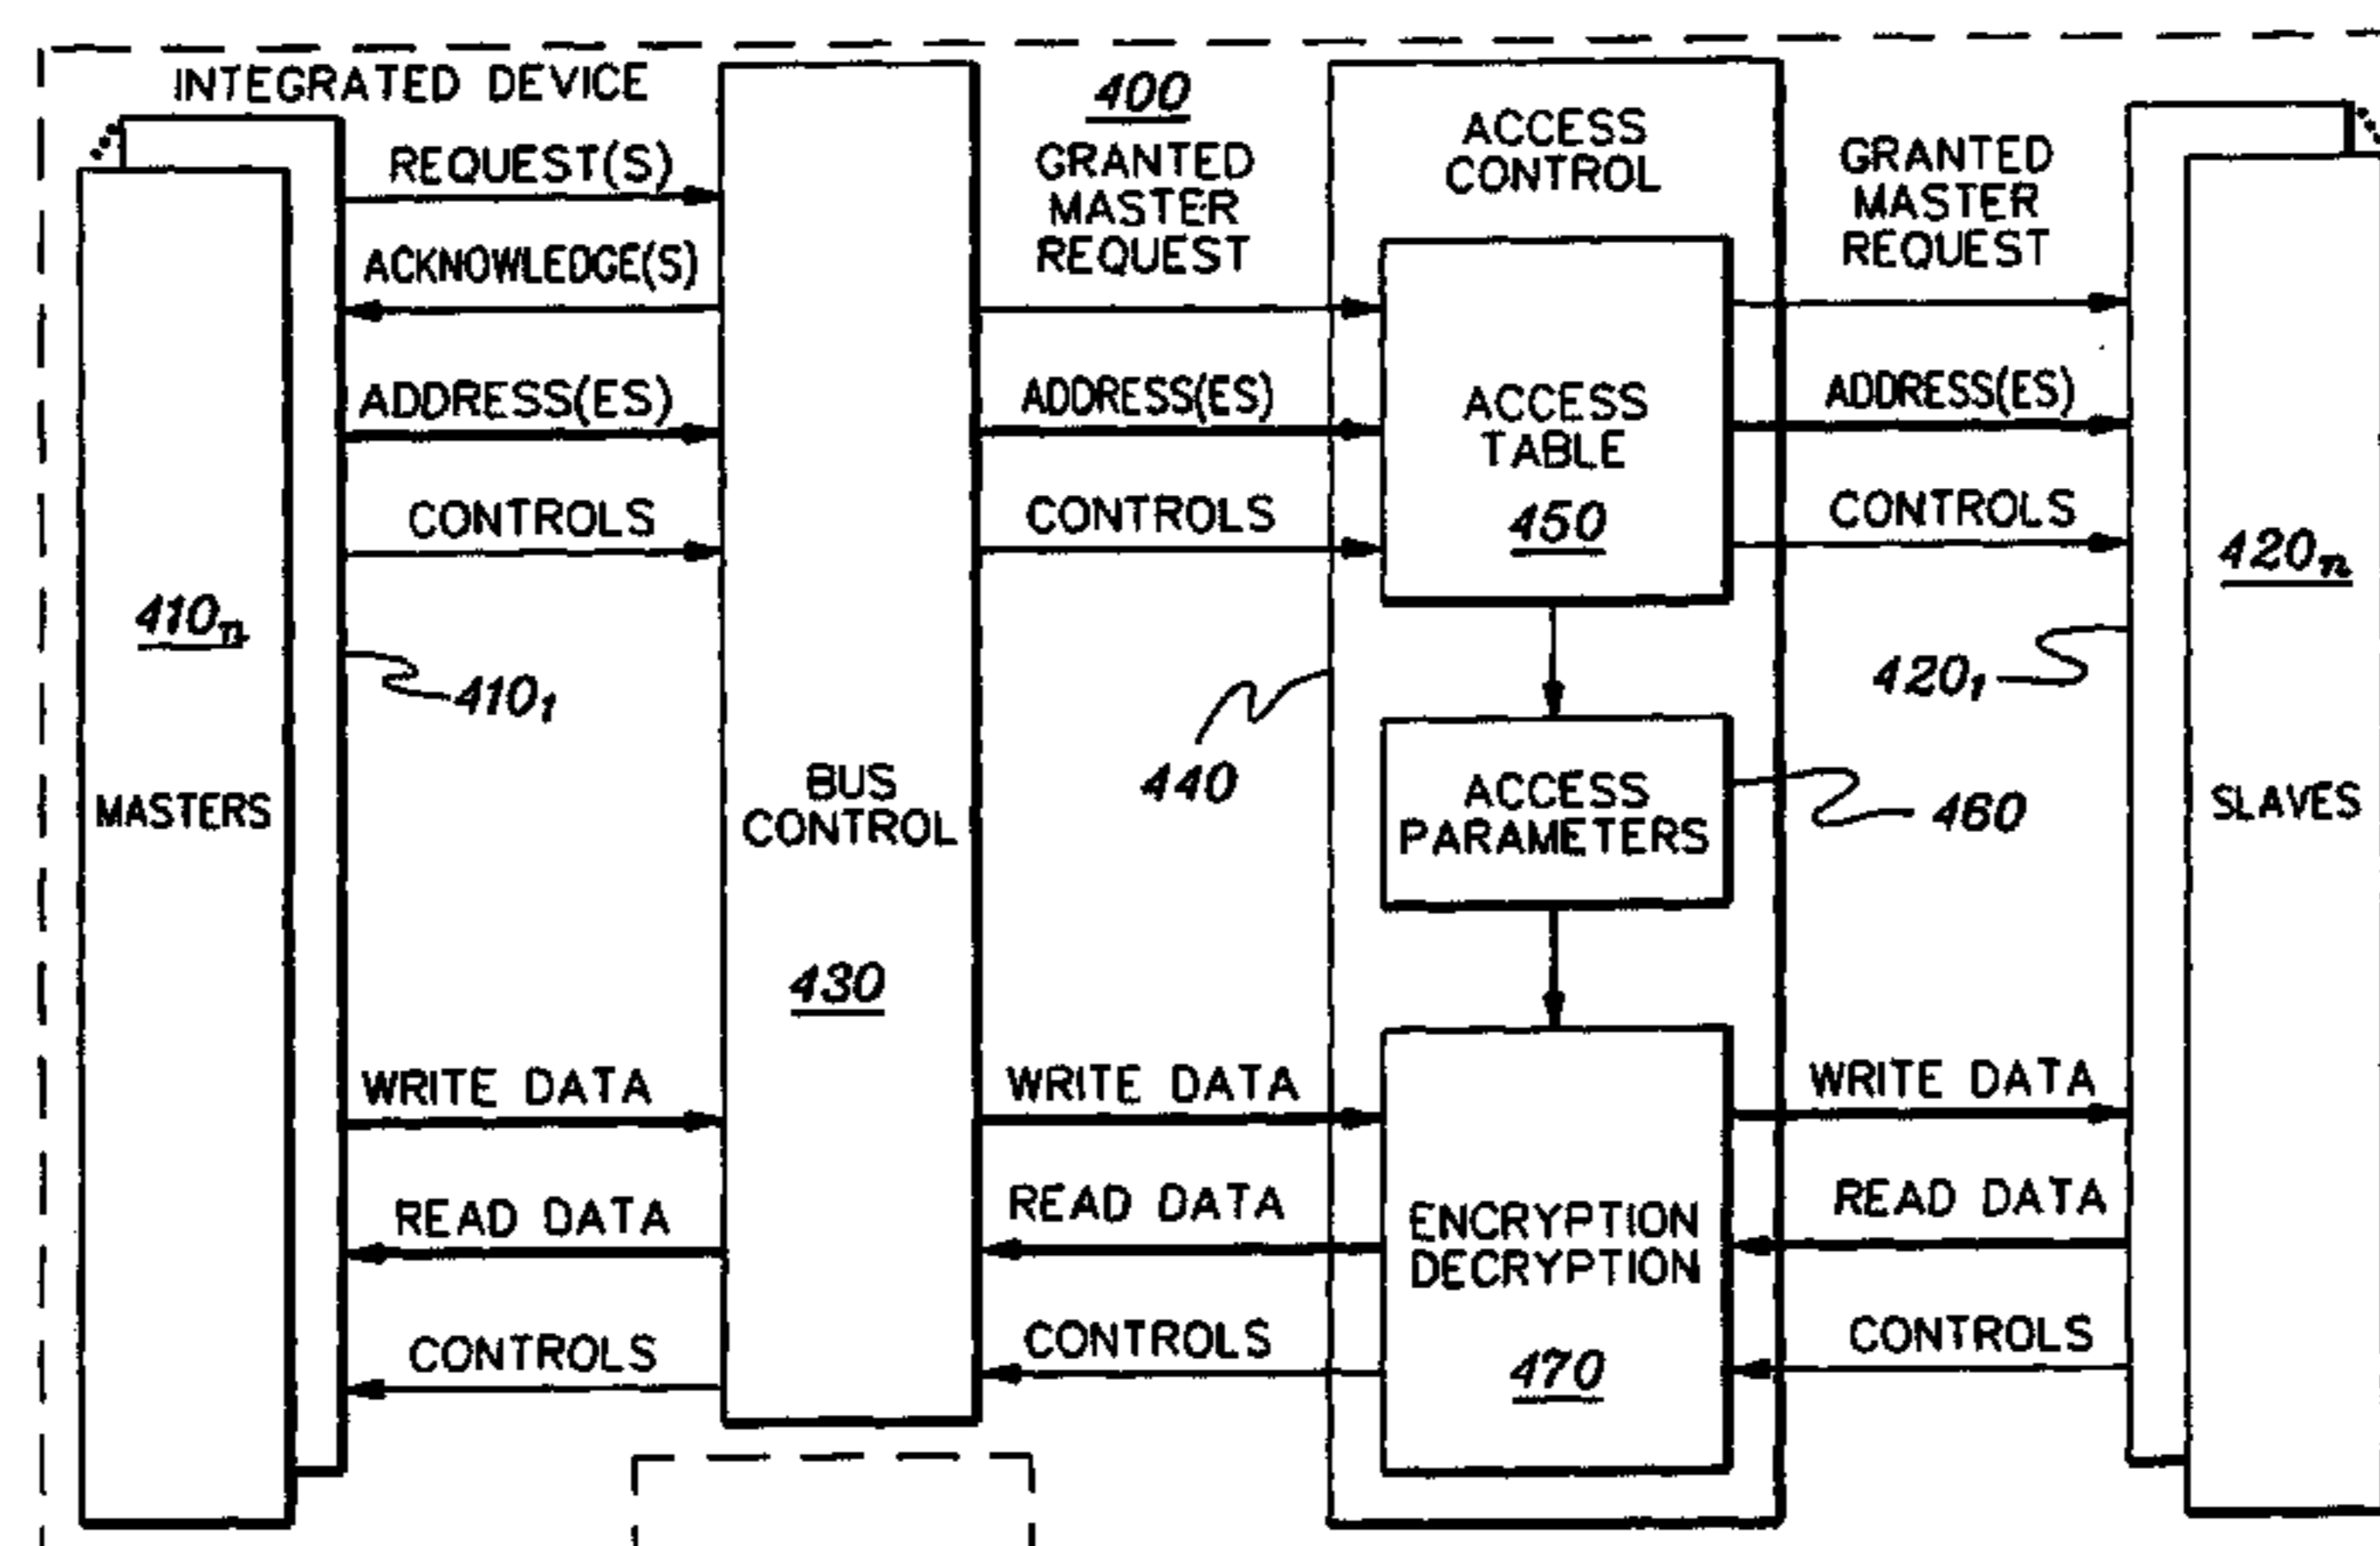 INTEGRATED DEVICE
400
REQUEST(S)
ACKNOWLEDGE(S)
ADDRESS(ES)
CONTROLS
410n
4101
MASTERS
WRITE DATA
READ DATA
CONTROLS
BUS
CONTROL
430
GRANTED
MASTER
REQUEST
ADDRESS(ES)
CONTROLS
440
WRITE DATA
READ DATA
CONTROLS
ACCESS
CONTROL
ACCESS
TABLE
450
ACCESS
PARAMETERS
460
ENCRYPTION
DECRYPTION
470
GRANTED
MASTER
REQUEST
ADDRESS(ES)
CONTROLS
4201
WRITE DATA
READ DATA
CONTROLS
420n
SLAVES